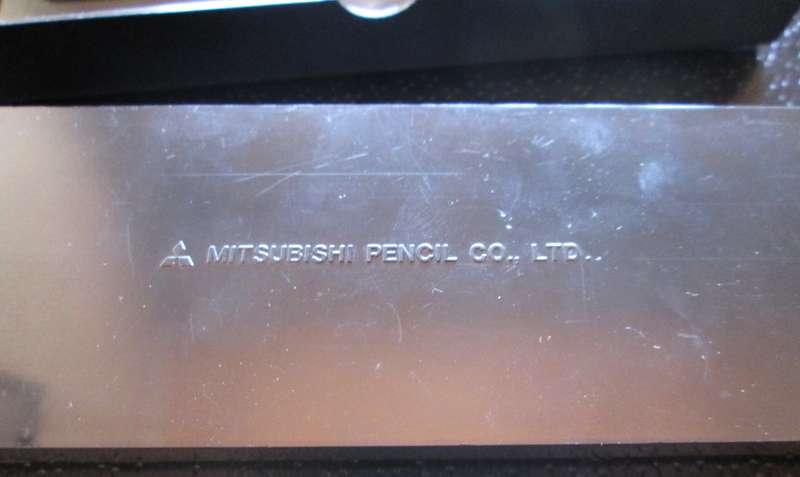 MITSUBISHI PENCIL CO., LTD.